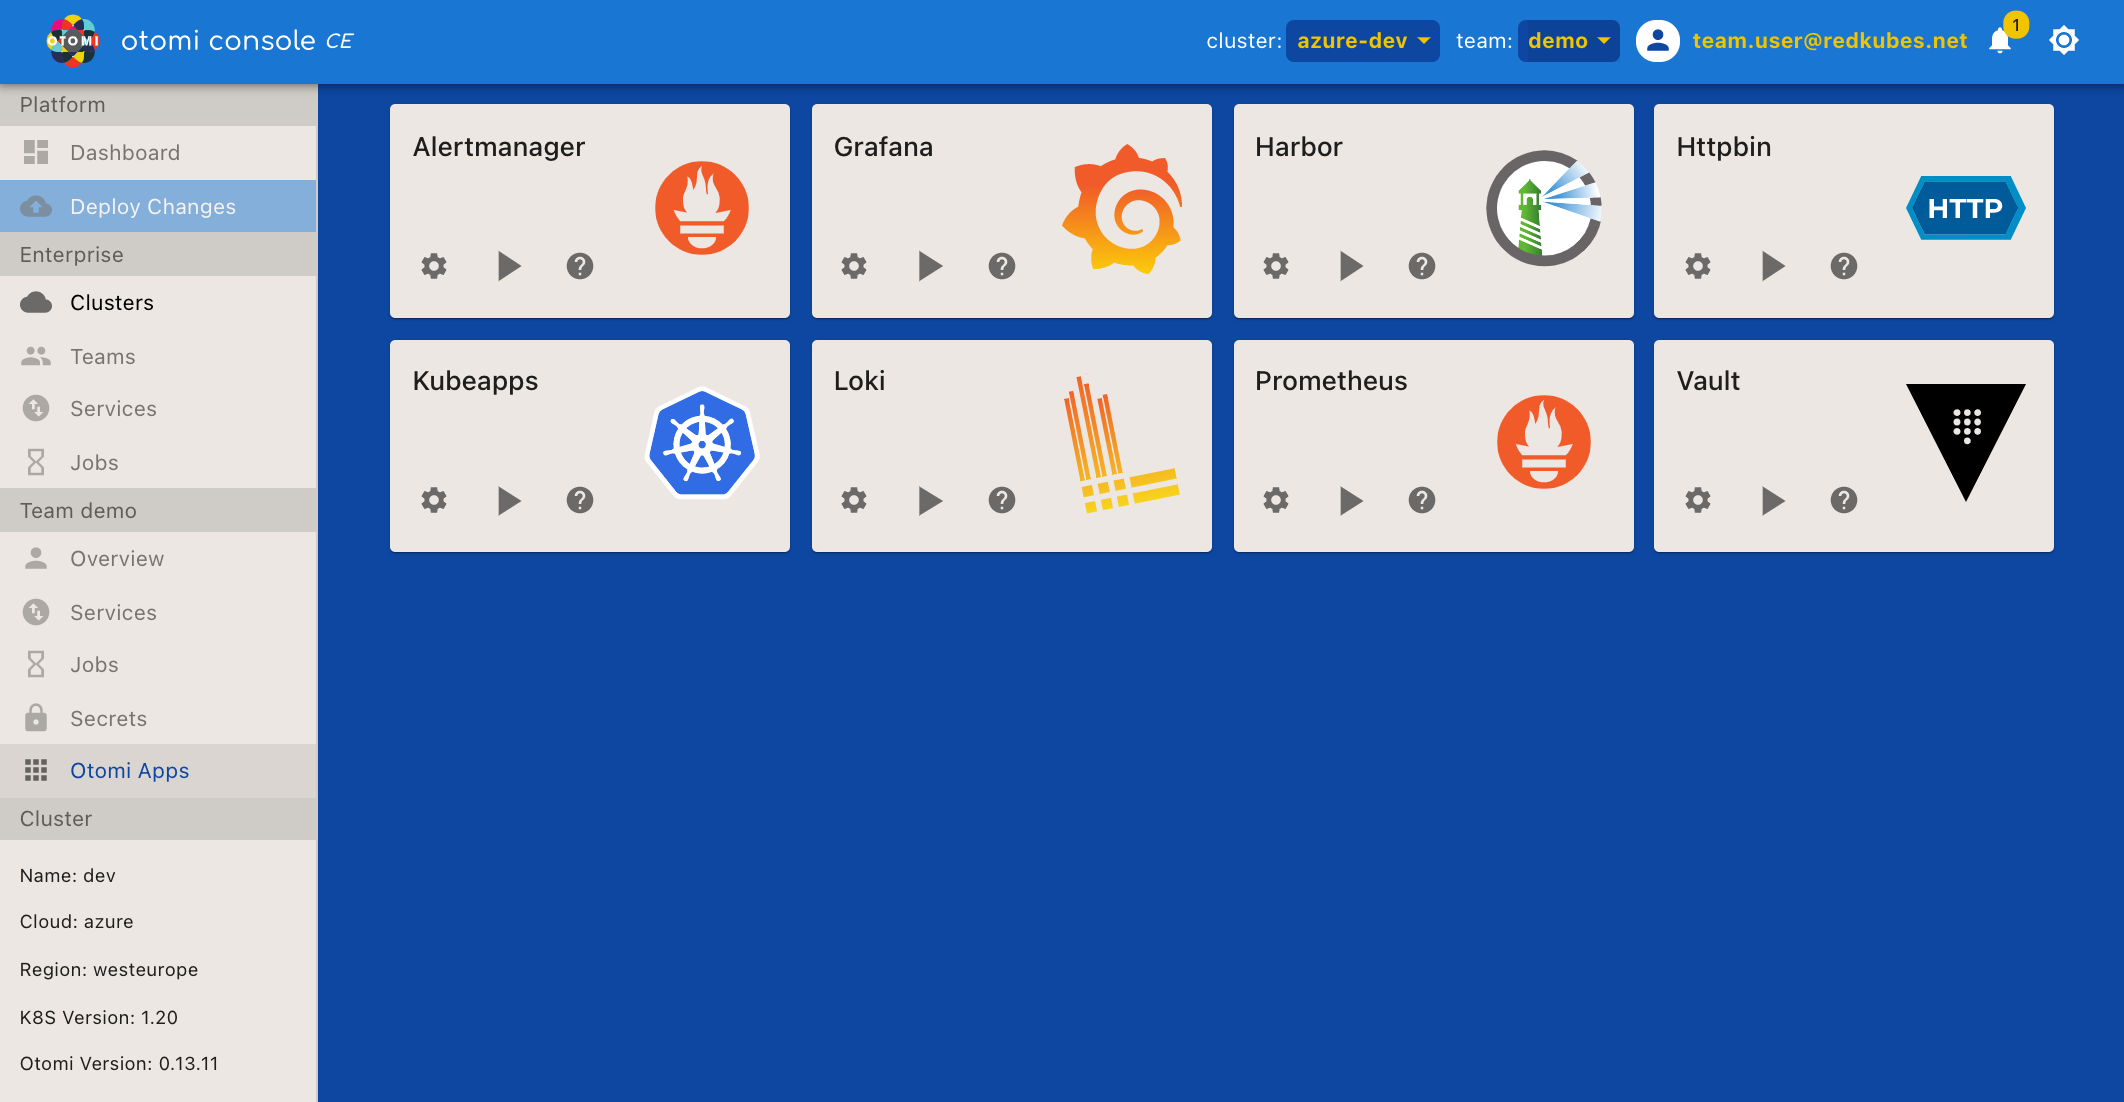 OTOMI
otomi console CE
cluster: azure-dev team: demo team.user@redkubes.net 1
Platform
Dashboard
Deploy Changes
Enterprise
Clusters
Teams
Services
Jobs
Team demo
Overview
Services
Jobs
Secrets
Otomi Apps
Cluster
Name: dev
Cloud: azure
Region: westeurope
K8S Version: 1.20
Otomi Version: 0.13.11
Alertmanager
Grafana
Harbor
Httpbin
HTTP
Kubeapps
Loki
Prometheus
Vault